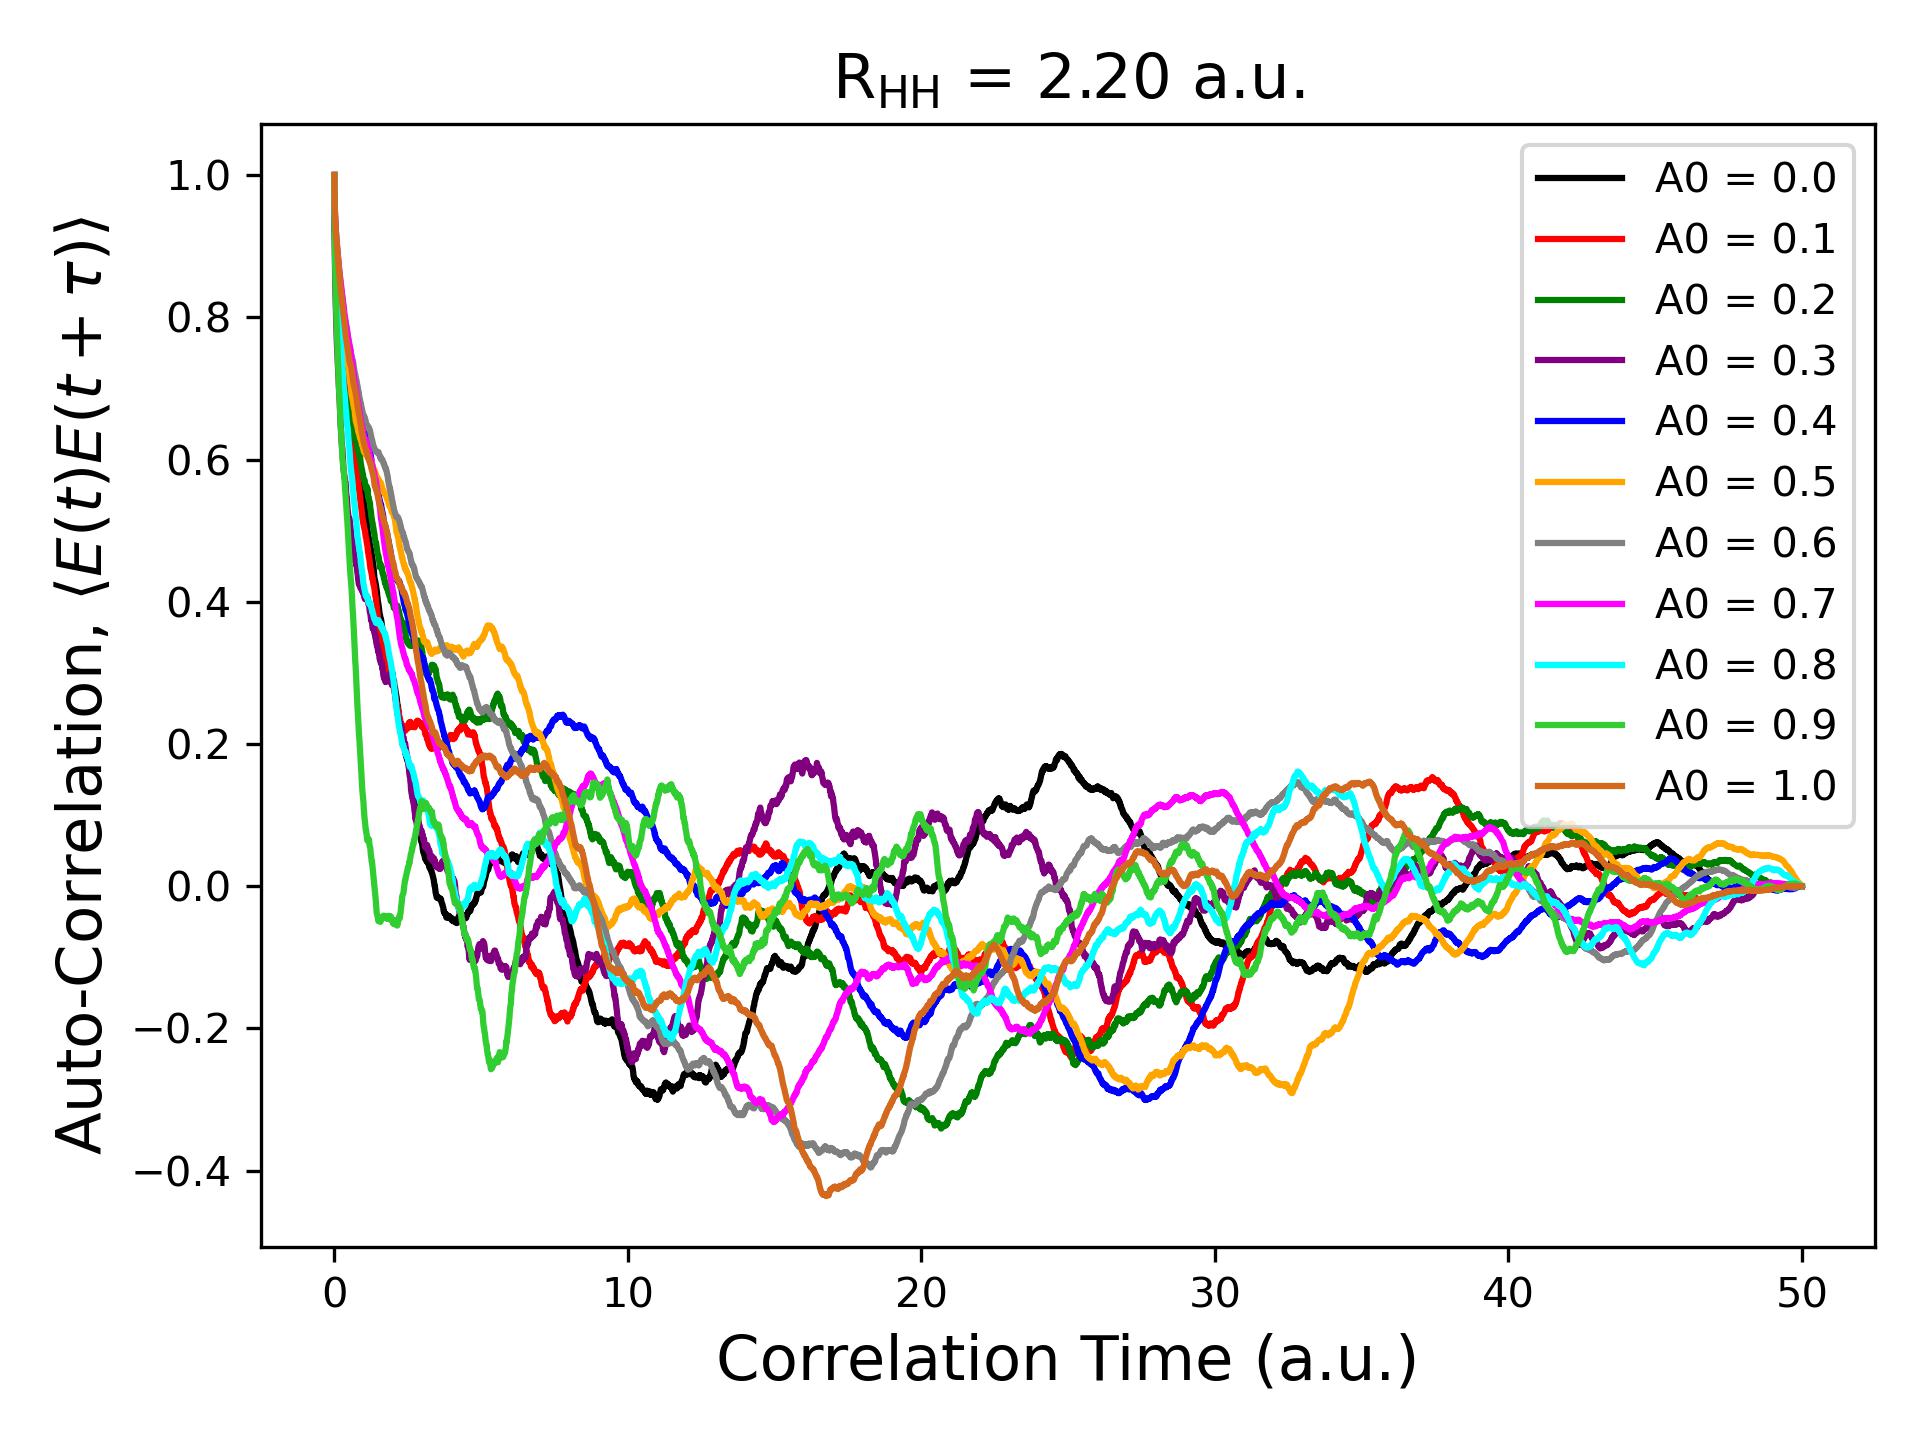 R_HH = 2.20 a.u.
Auto-Correlation, ⟨E(t)E(t + τ)⟩
1.0
0.8
0.6
0.4
0.2
0.0
−0.2
−0.4
A0 = 0.0
A0 = 0.1
A0 = 0.2
A0 = 0.3
A0 = 0.4
A0 = 0.5
A0 = 0.6
A0 = 0.7
A0 = 0.8
A0 = 0.9
A0 = 1.0
0 10 20 30 40 50
Correlation Time (a.u.)